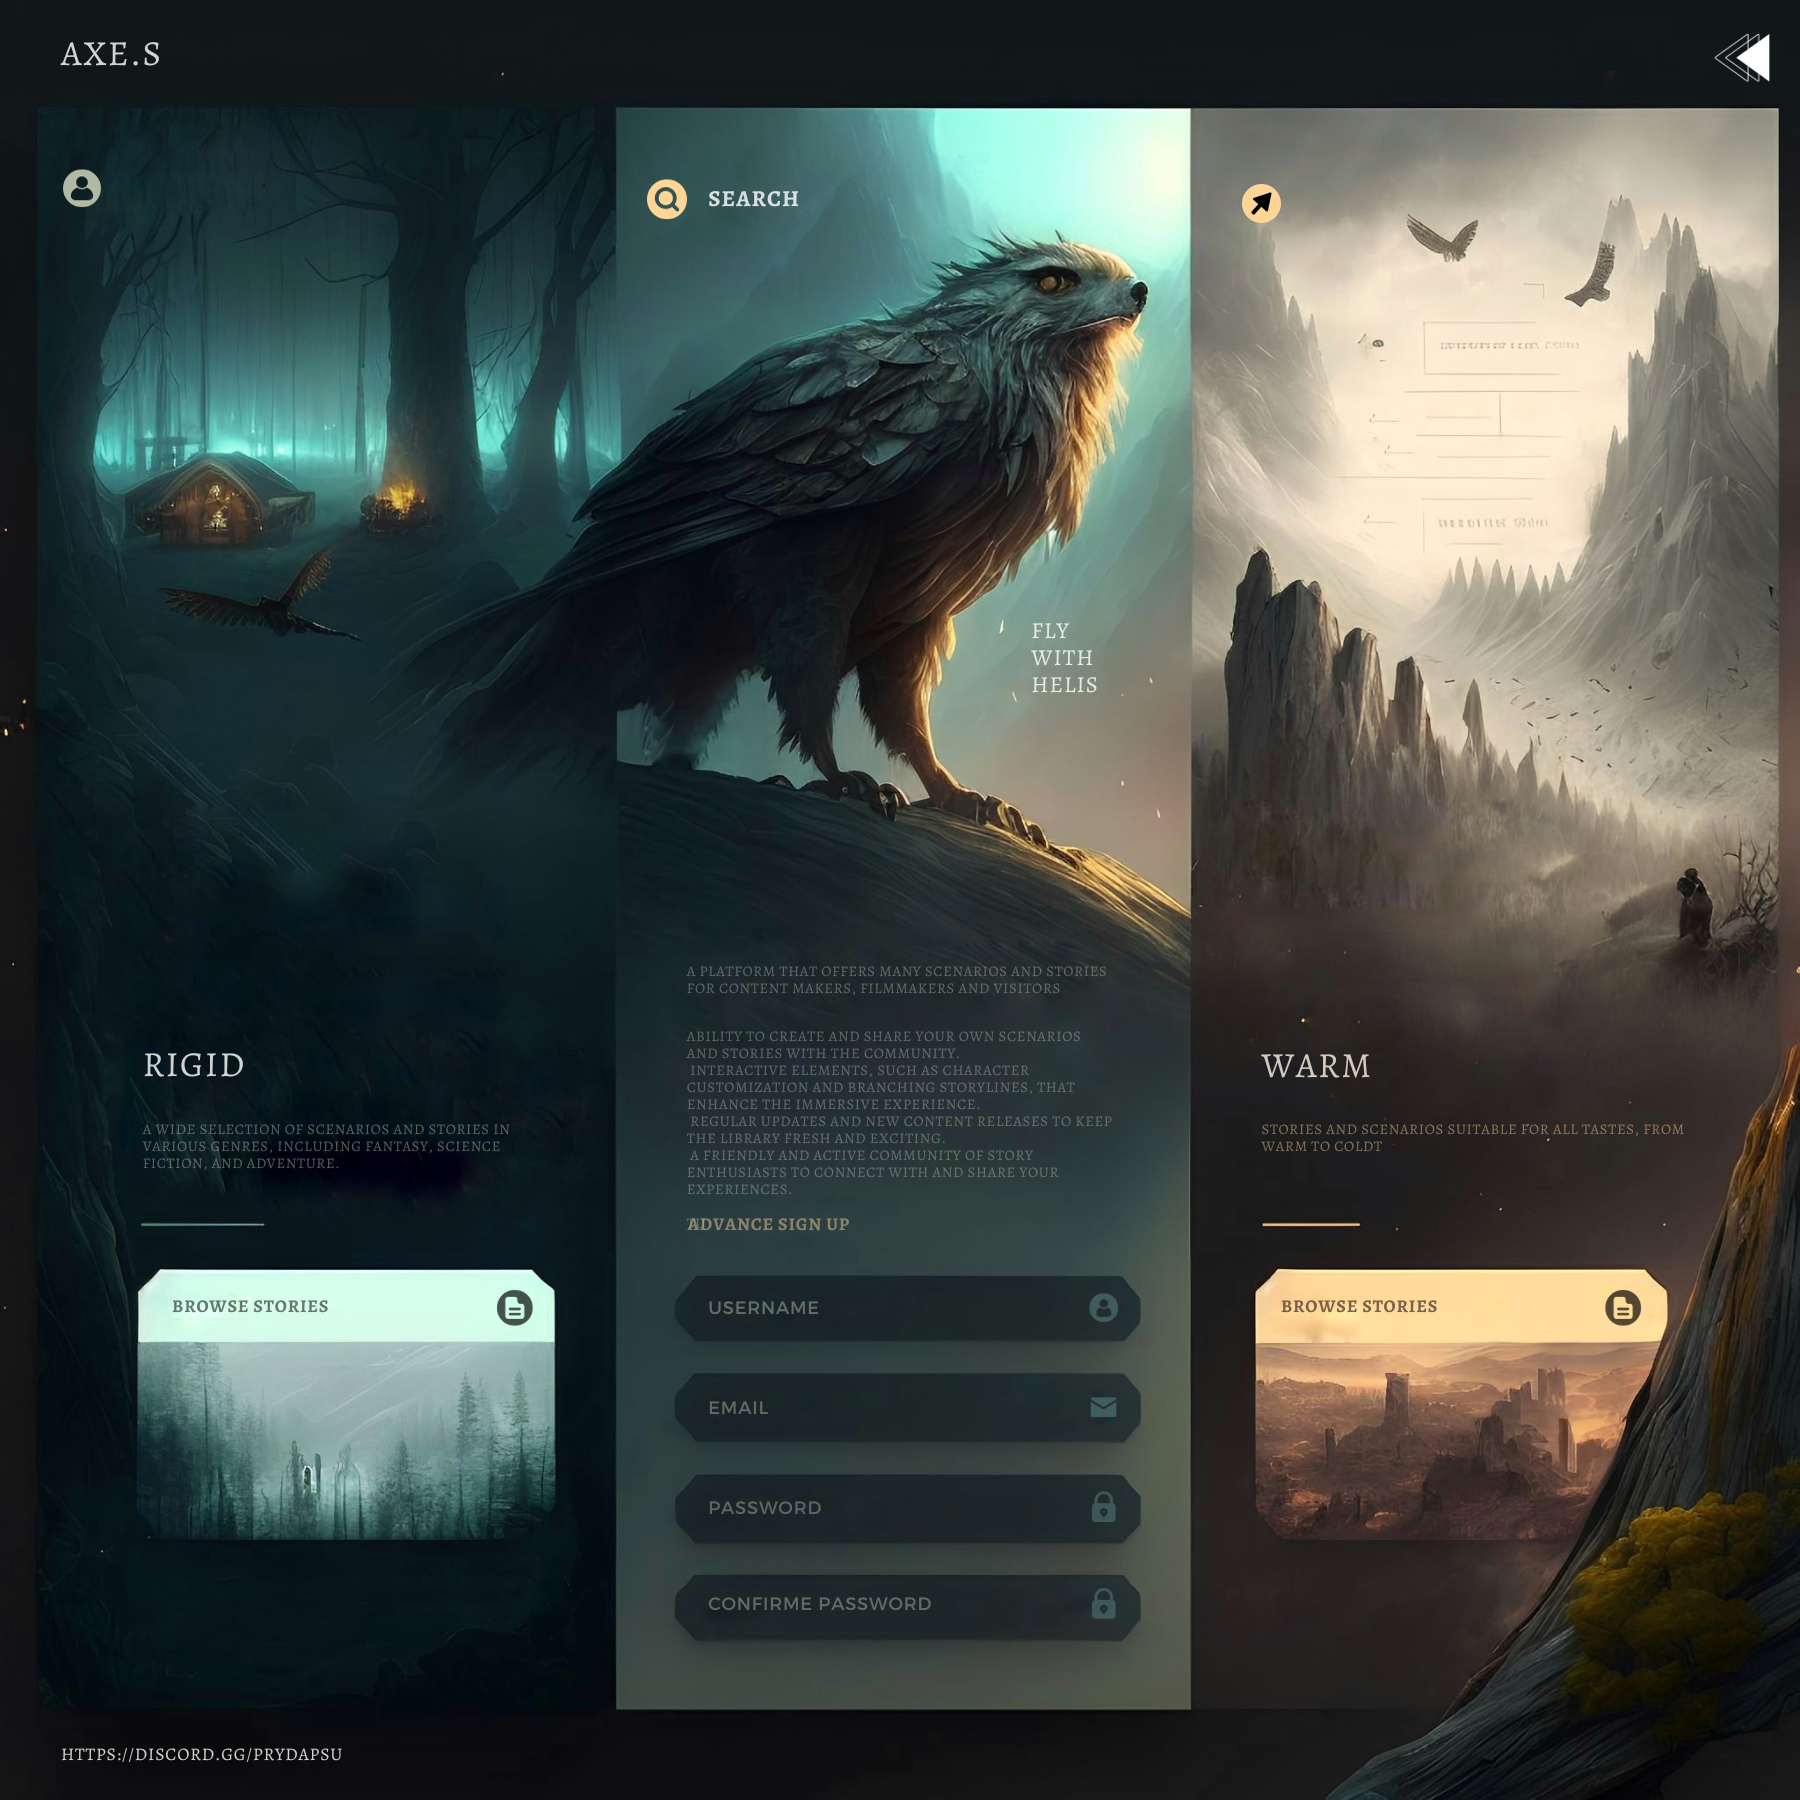 AXE.S
SEARCH
FLY
WITH
HELIS
RIGID
A WIDE SELECTION OF SCENARIOS AND STORIES IN
VARIOUS GENRES, INCLUDING FANTASY, SCIENCE
FICTION, AND ADVENTURE.
BROWSE STORIES
A PLATFORM THAT OFFERS MANY SCENARIOS AND STORIES
FOR CONTENT MAKERS, FILMMAKERS AND VISITORS
ABILITY TO CREATE AND SHARE YOUR OWN SCENARIOS
AND STORIES WITH THE COMMUNITY.
INTERACTIVE ELEMENTS, SUCH AS CHARACTER
CUSTOMIZATION AND BRANCHING STORYLINES, THAT
ENHANCE THE IMMERSIVE EXPERIENCE.
REGULAR UPDATES AND NEW CONTENT RELEASES TO KEEP
THE LIBRARY FRESH AND EXCITING.
A FRIENDLY AND ACTIVE COMMUNITY OF STORY
ENTHUSIASTS TO CONNECT WITH AND SHARE YOUR
EXPERIENCES.
ADVANCE SIGN UP
USERNAME
EMAIL
PASSWORD
CONFIRME PASSWORD
WARM
STORIES AND SCENARIOS SUITABLE FOR ALL TASTES, FROM
WARM TO COLDT
BROWSE STORIES
HTTPS://DISCORD.GG/PRYDAPSU